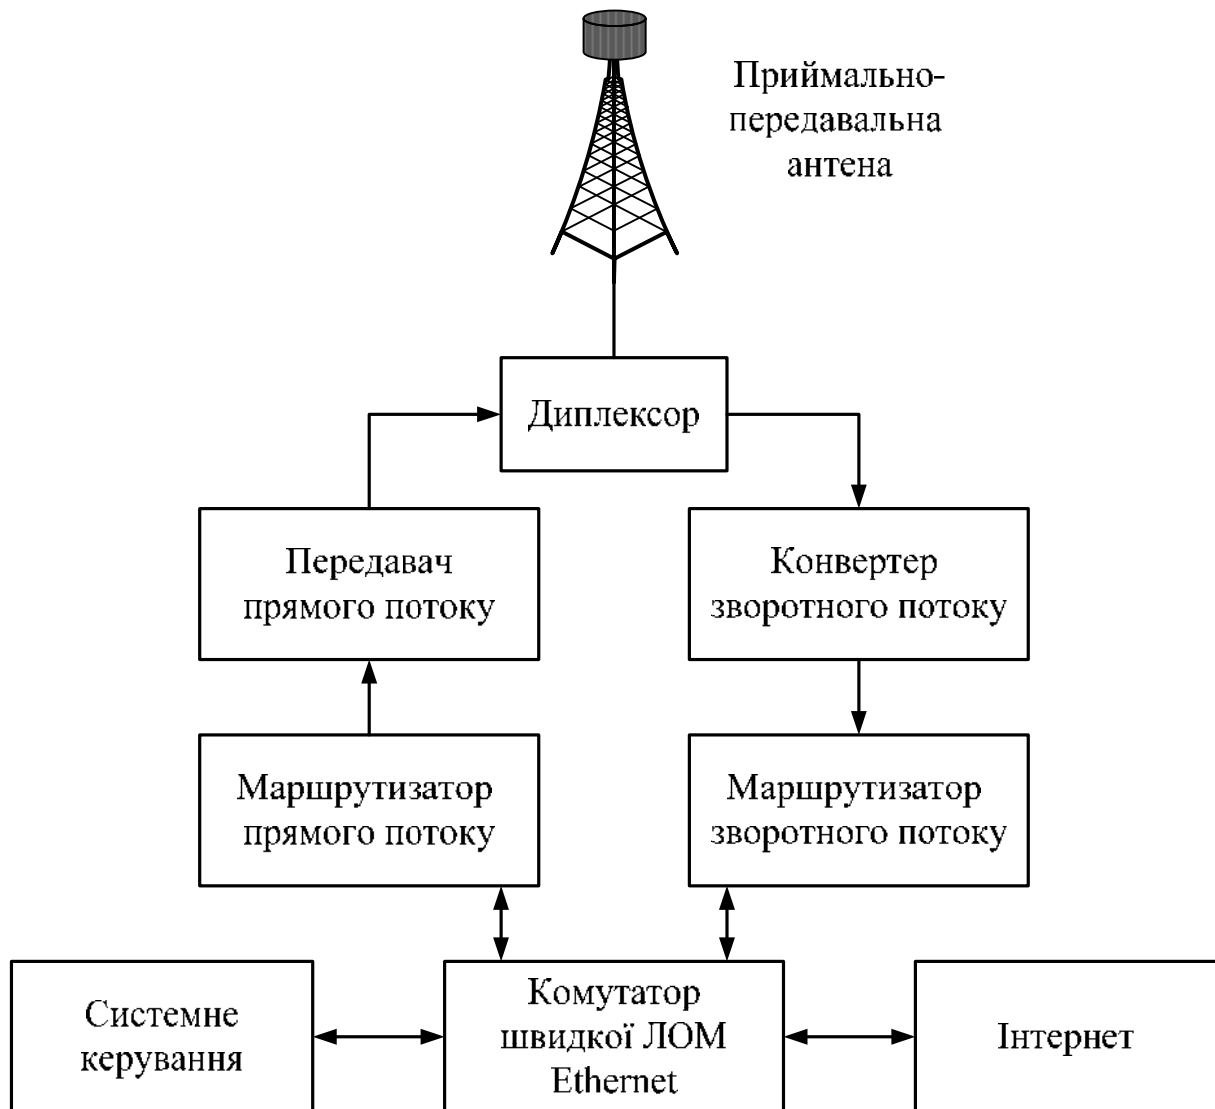 Приймально-
передавальна
антена
Диплексор
Передавач
прямого потоку
Конвертер
зворотного потоку
Маршрутизатор
прямого потоку
Маршрутизатор
зворотного потоку
Системне
керування
Комутатор
швидкої ЛОМ
Ethernet
Інтернет